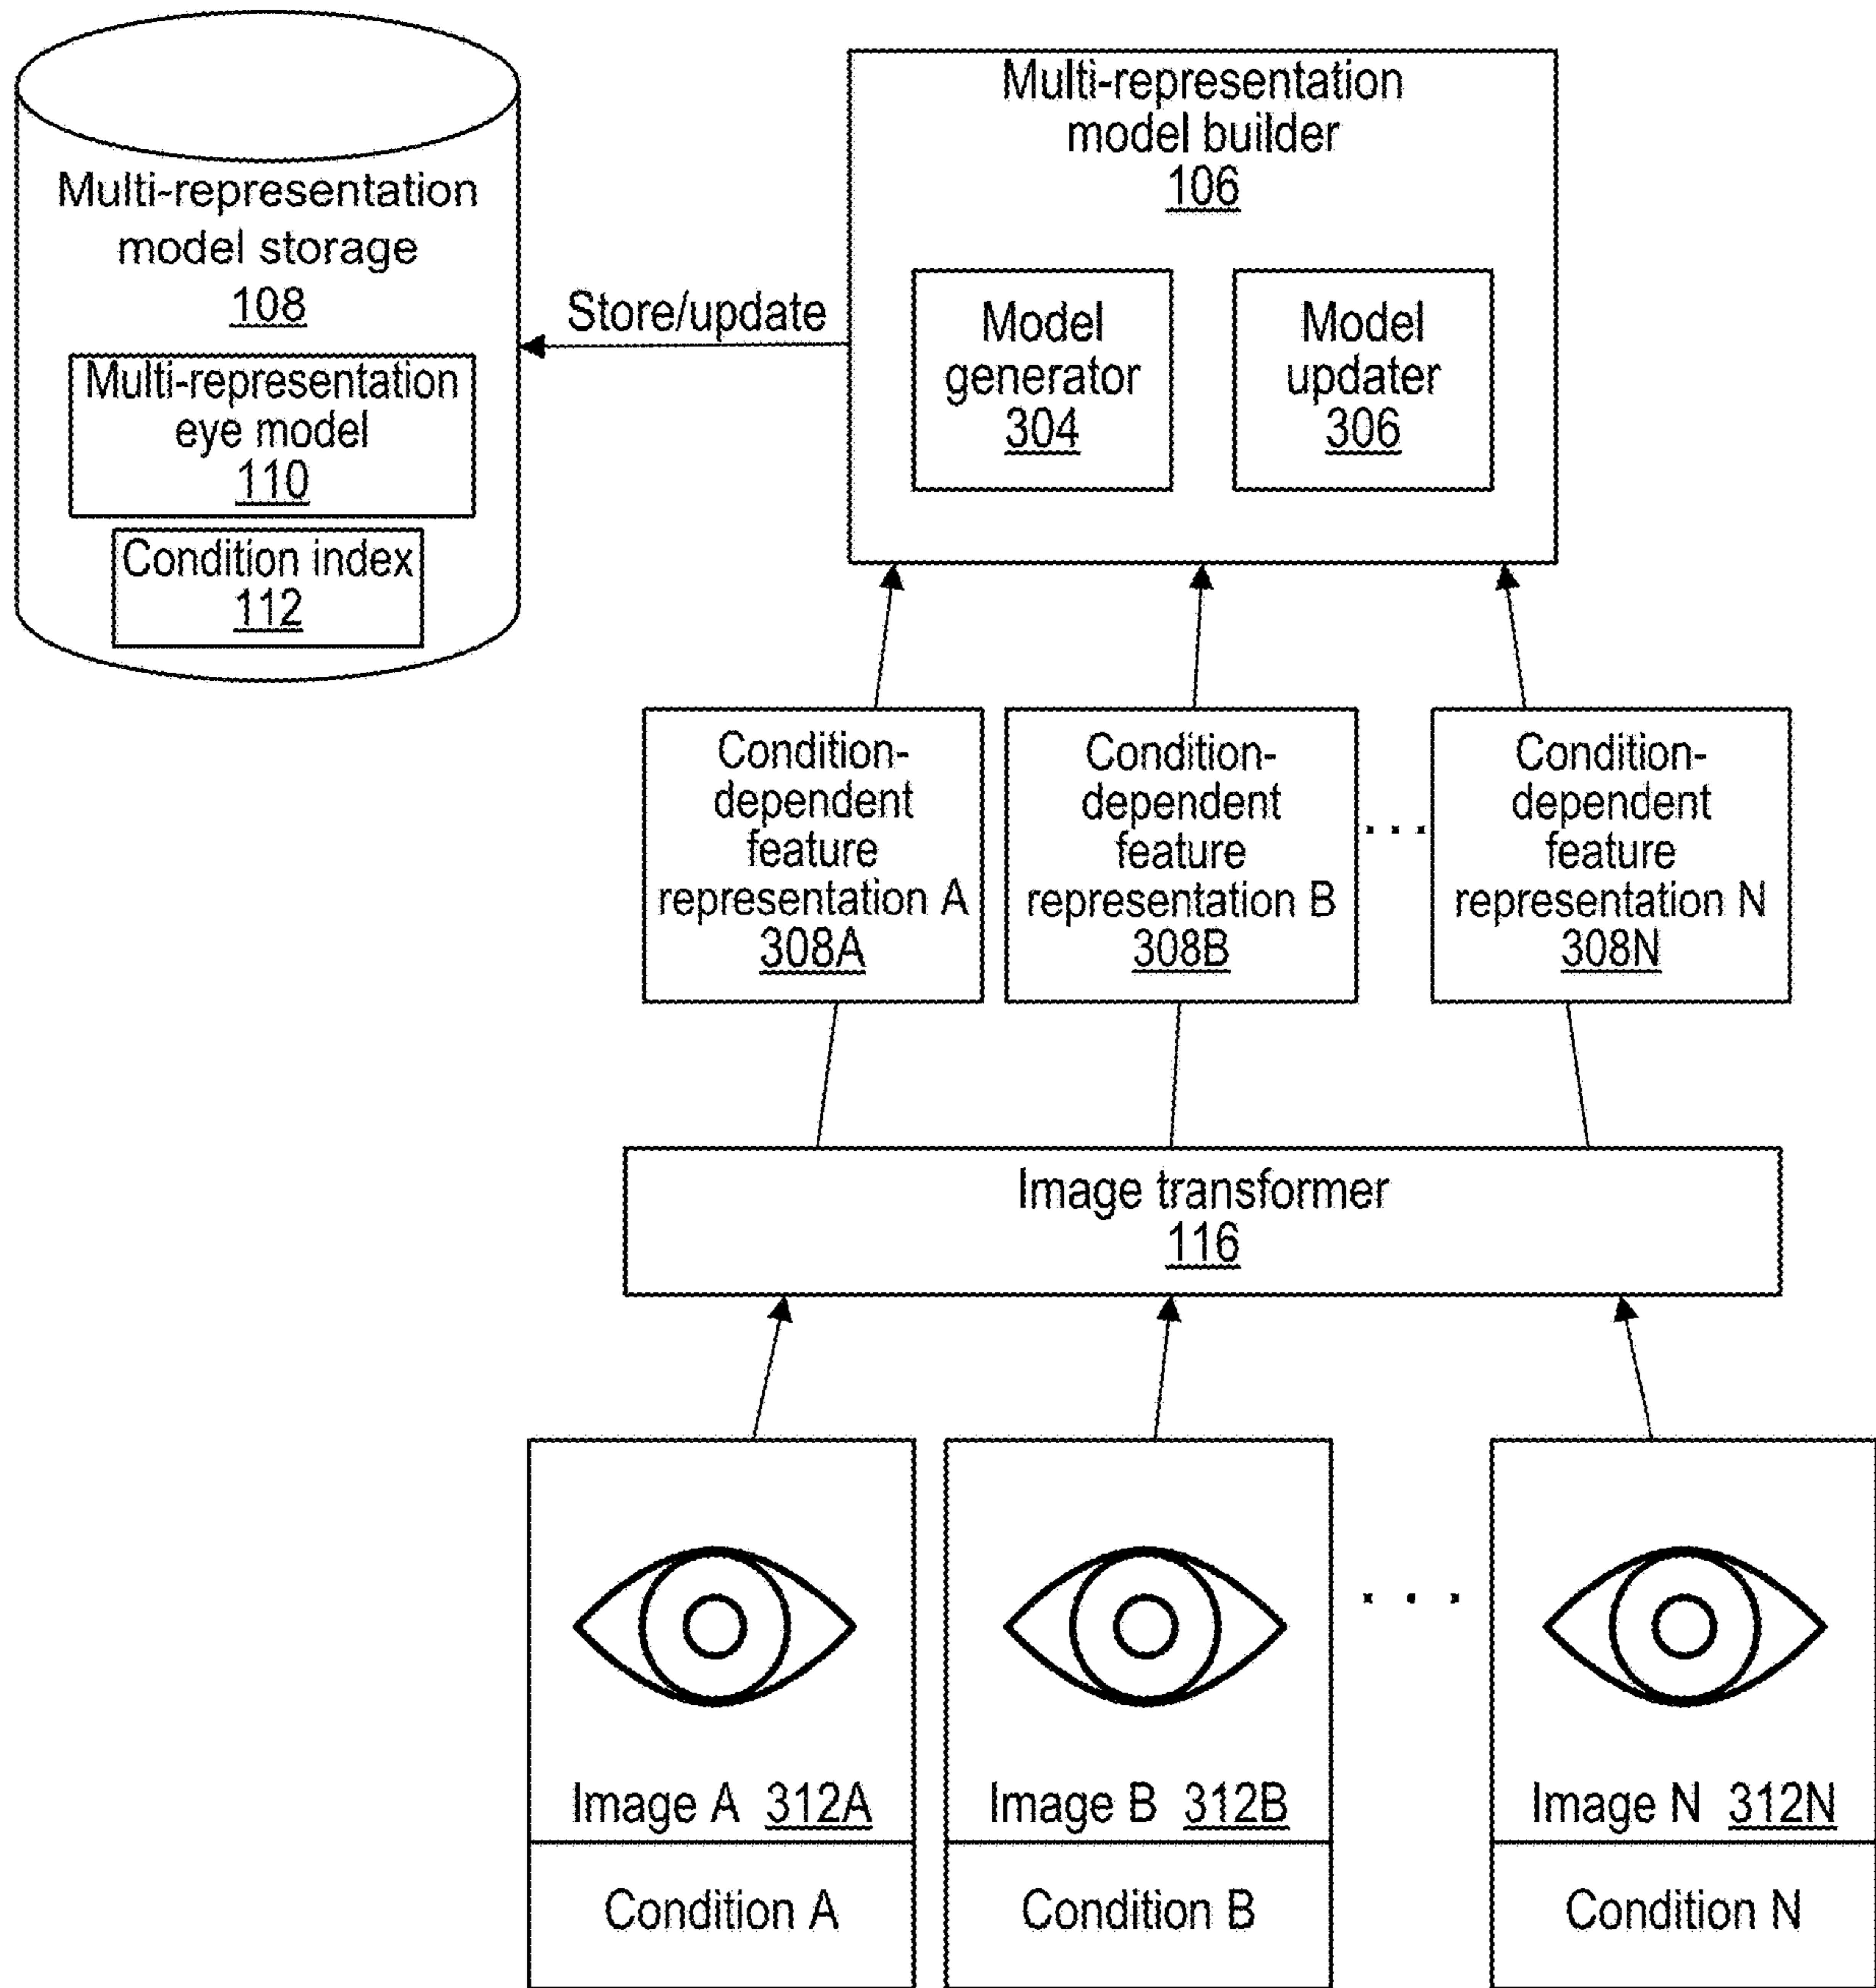 Multi-representation
model storage
108
Multi-representation
eye model
110
Condition index
112
Store/update
Multi-representation
model builder
106
Model
generator
304
Model
updater
306
Condition-
dependent
feature
representation A
308A
Condition-
dependent
feature
representation B
308B
. . .
Condition-
dependent
feature
representation N
308N
Image transformer
116
Image A 312A
Condition A
Image B 312B
Condition B
. . .
Image N 312N
Condition N